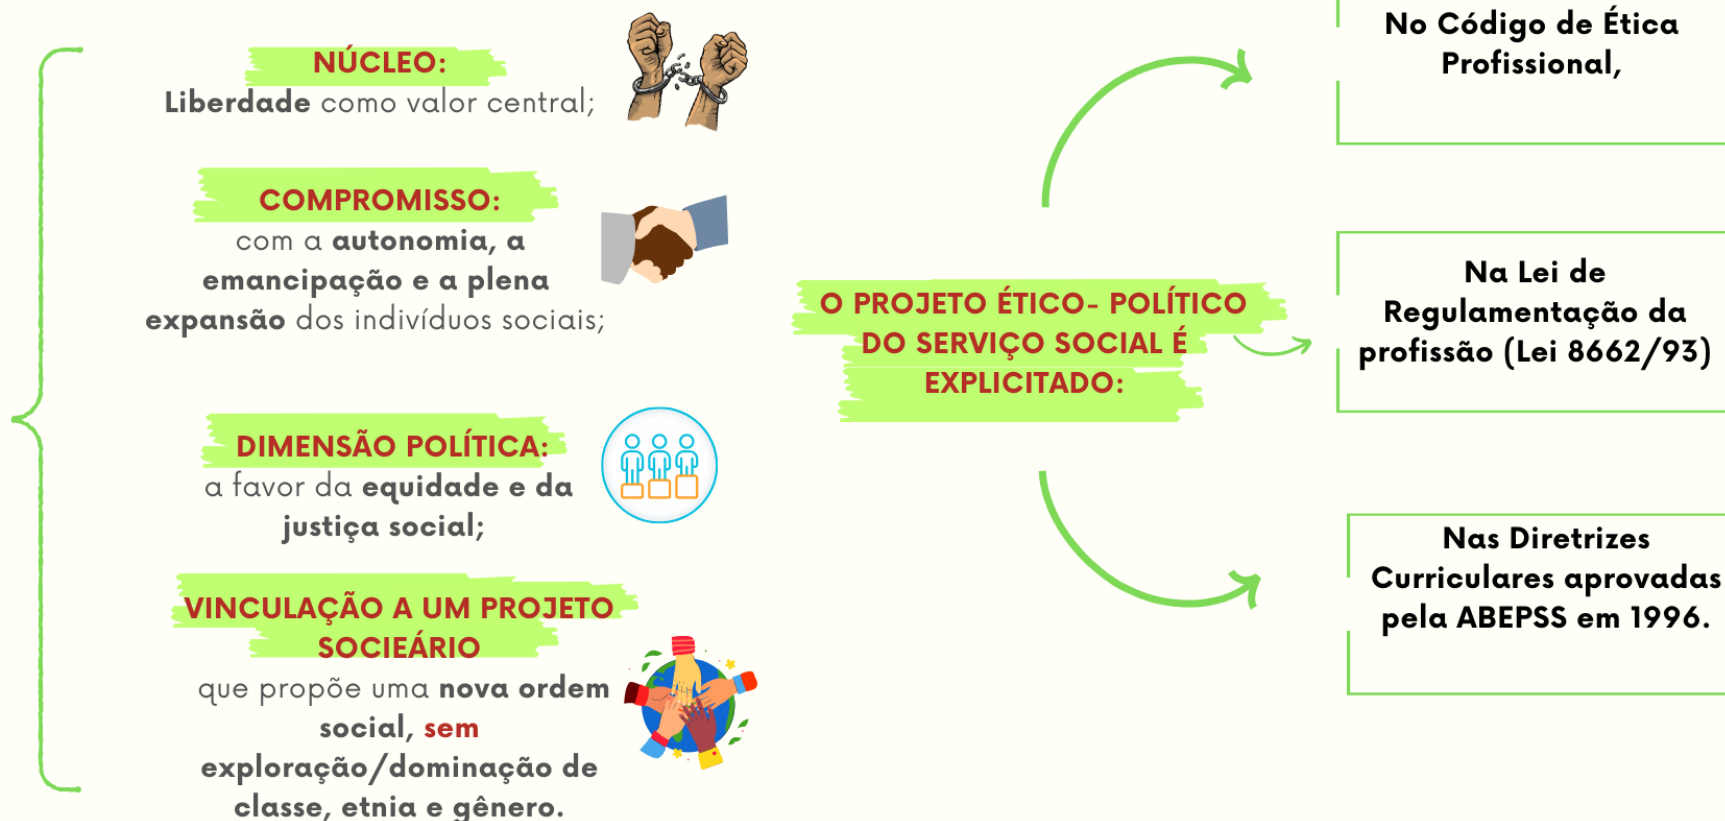 NÚCLEO:
Liberdade como valor central;
COMPROMISSO:
com a autonomia, a
emancipação e a plena
expansão dos indivíduos sociais;
DIMENSÃO POLÍTICA:
a favor da equidade e da
justiça social;
VINCULAÇÃO A UM PROJETO
SOCIEÁRIO
que propõe uma nova ordem
social, sem
exploração/dominação de
classe, etnia e gênero.
O PROJETO ÉTICO- POLÍTICO
DO SERVIÇO SOCIAL É
EXPLICITADO:
No Código de Ética
Profissional,
Na Lei de
Regulamentação da
profissão (Lei 8662/93)
Nas Diretrizes
Curriculares aprovadas
pela ABEPSS em 1996.